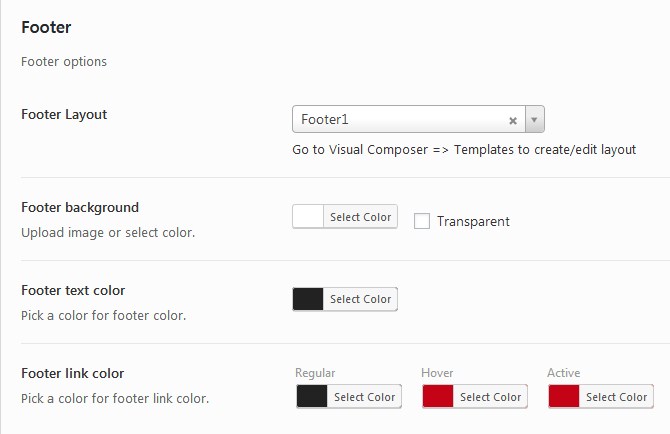 Footer
Footer options
Footer Layout
Footer1
Go to Visual Composer => Templates to create/edit layout
Footer background
Upload image or select color.
Select Color
Transparent
Footer text color
Pick a color for footer color.
Select Color
Footer link color
Pick a color for footer link color.
Regular Hover Active
Select Color Select Color Select Color